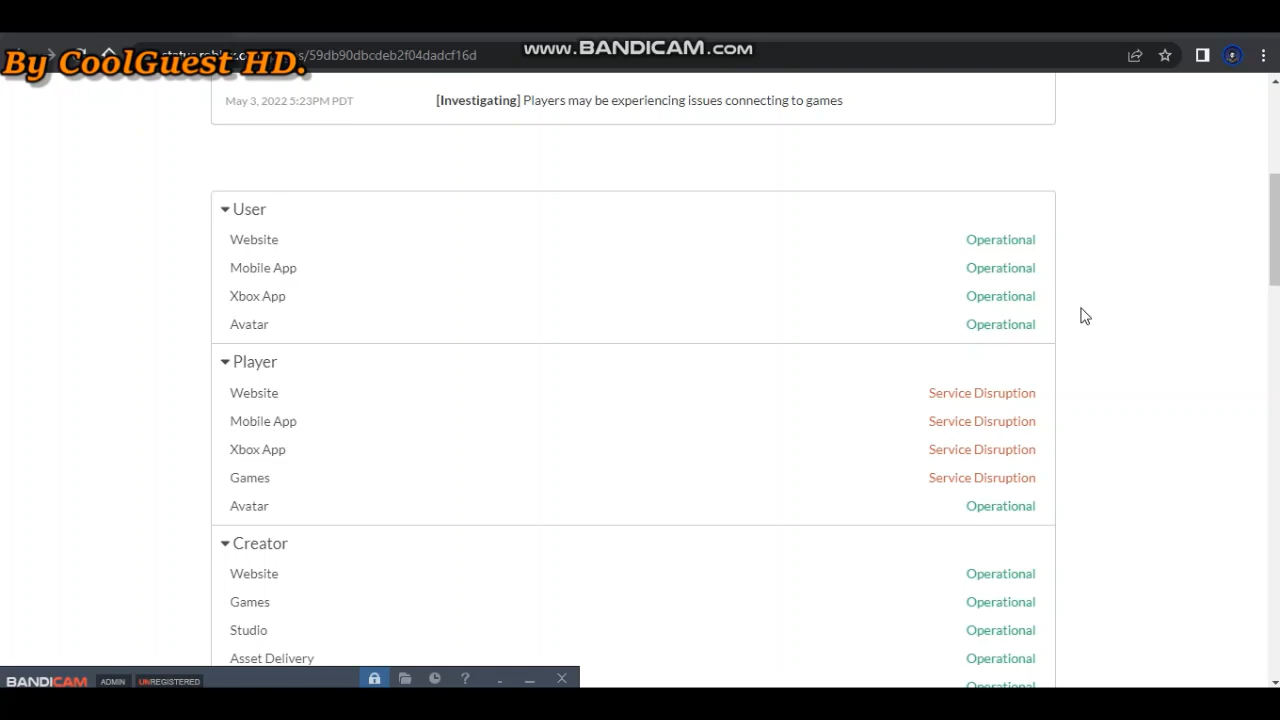 www.BANDICAM.com
By CoolGuest HD.
s/59db90dbcdeb2f04dadcf16d
May 3, 2022 5:23PM PDT [Investigating] Players may be experiencing issues connecting to games
User
Website Operational
Mobile App Operational
Xbox App Operational
Avatar Operational
Player
Website Service Disruption
Mobile App Service Disruption
Xbox App Service Disruption
Games Service Disruption
Avatar Operational
Creator
Website Operational
Games Operational
Studio Operational
Asset Delivery Operational
Operational
BANDICAM ADMIN UNREGISTERED